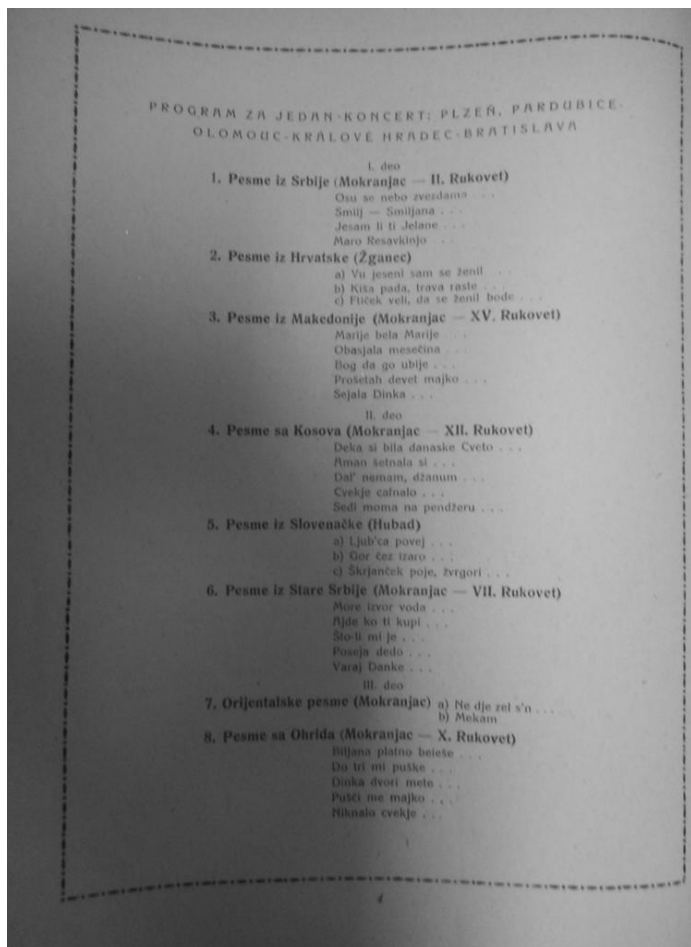 PROGRAM ZA JEDAN-KONCERT: PLZEŇ, PARDUBICE-
OLOMOUC-KRALOVE HRADEC-BRATISLAVA
I. deo
1. Pesme iz Srbije (Mokranjac — II. Rukovet)
Osu se nebo zvezdama . . .
Smilj — Smiljana . . .
Jesam li ti Jelane . . .
Maro Resavkinjo . . .
2. Pesme iz Hrvatske (Žganec)
a) Vu jeseni sam se ženil . . .
b) Kiša pada, trava raste . . .
c) Ftiček veli, da se ženil bode . . .
3. Pesme iz Makedonije (Mokranjac — XV. Rukovet)
Marije bela Marije . . .
Obasjala mesečina . . .
Bog da go ubije . . .
Prošetah devet majko . . .
Sejala Dinka . . .
II. deo
4. Pesme sa Kosova (Mokranjac — XII. Rukovet)
Deka si bila danaske Cveto . . .
Aman šetnala si . . .
Dal' nemam, džanum . . .
Cvekje cafnalo . . .
Sedi moma na pendžeru . . .
5. Pesme iz Slovenačke (Hubad)
a) Ljub'ca povej . . .
b) Gor čez izaro . . .
c) Škrjanček poje, žvrgori . . .
6. Pesme iz Stare Srbije (Mokranjac — VII. Rukovet)
More izvor voda . . .
Ajde ko ti kupi . . .
Što-ti mi je . . .
Poseja dedo . . .
Varaj Danke . . .
III. deo
7. Orijentalske pesme (Mokranjac) a) Ne dje zel s'n . . .
b) Mekam
8. Pesme sa Ohrida (Mokranjac — X. Rukovet)
Biljana platno beleše . . .
Do tri mi puške . . .
Dinka dvori mete . . .
Pušči me majko . . .
Niknalo cvekje . . .
4